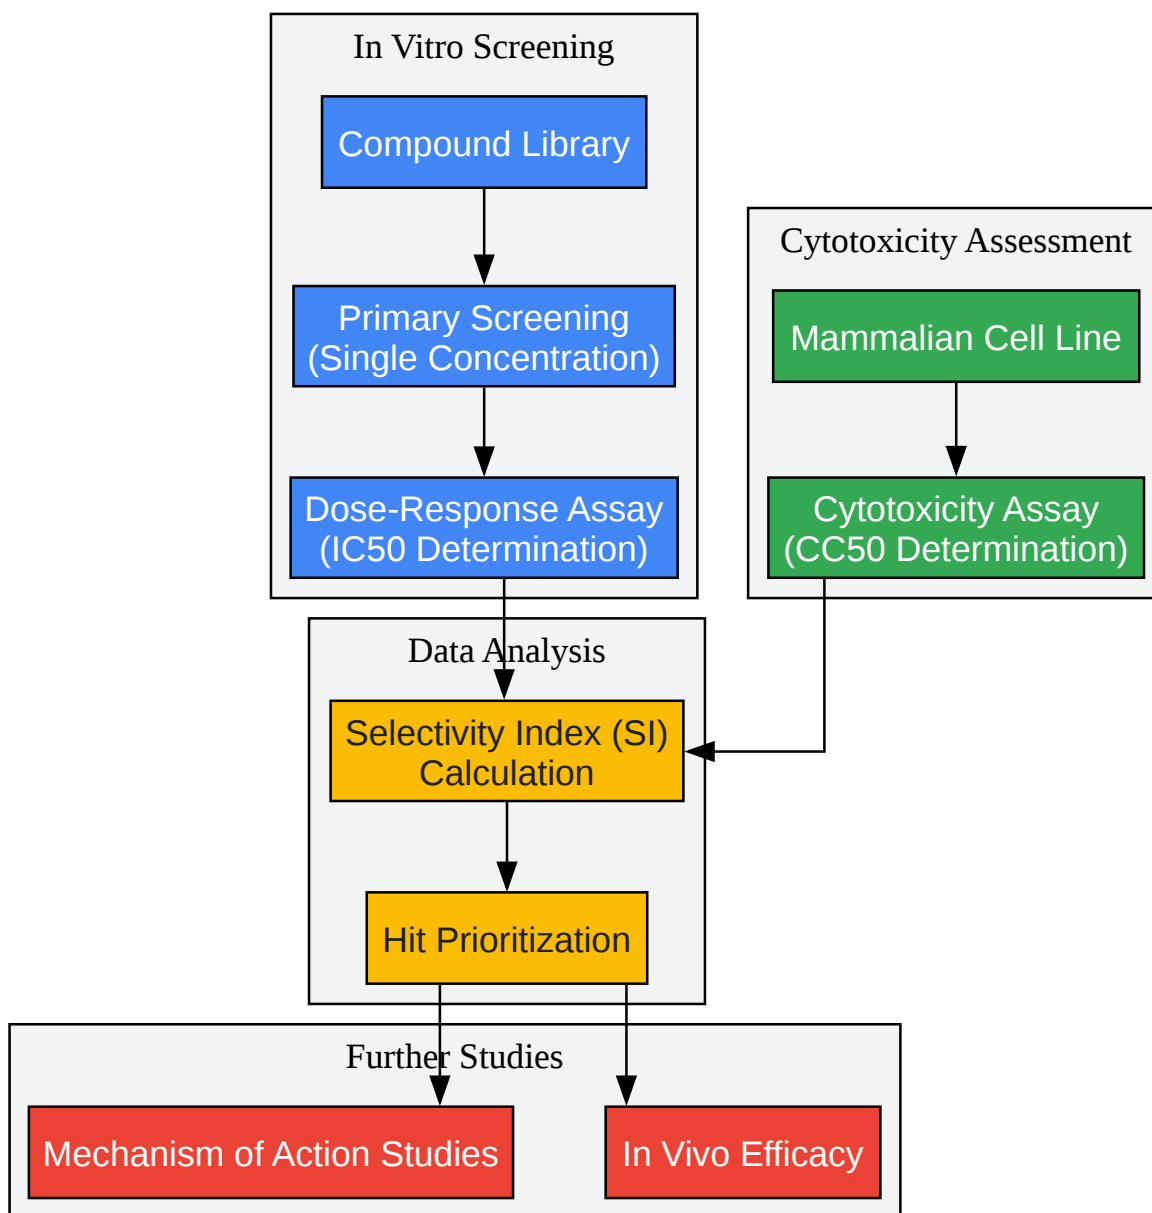 In Vitro Screening
Compound Library
Primary Screening
(Single Concentration)
Dose-Response Assay
(IC50 Determination)
Cytotoxicity Assessment
Mammalian Cell Line
Cytotoxicity Assay
(CC50 Determination)
Data Analysis
Selectivity Index (SI)
Calculation
Hit Prioritization
Further Studies
Mechanism of Action Studies
In Vivo Efficacy